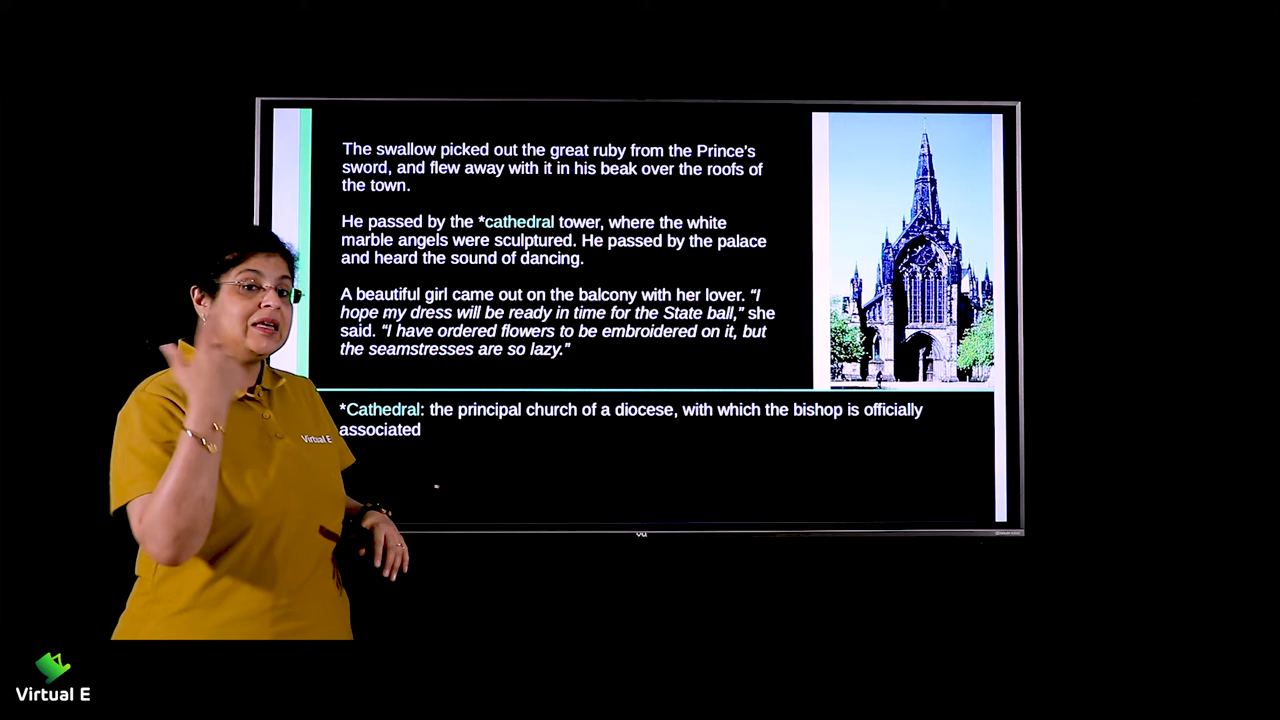 The swallow picked out the great ruby from the Prince's
sword, and flew away with it in his beak over the roofs of
the town.
He passed by the *cathedral tower, where the white
marble angels were sculptured. He passed by the palace
and heard the sound of dancing.
A beautiful girl came out on the balcony with her lover. “I
hope my dress will be ready in time for the State ball,” she
said. “I have ordered flowers to be embroidered on it, but
the seamstresses are so lazy.”
*Cathedral: the principal church of a diocese, with which the bishop is officially
associated
Virtual E
Virtual E